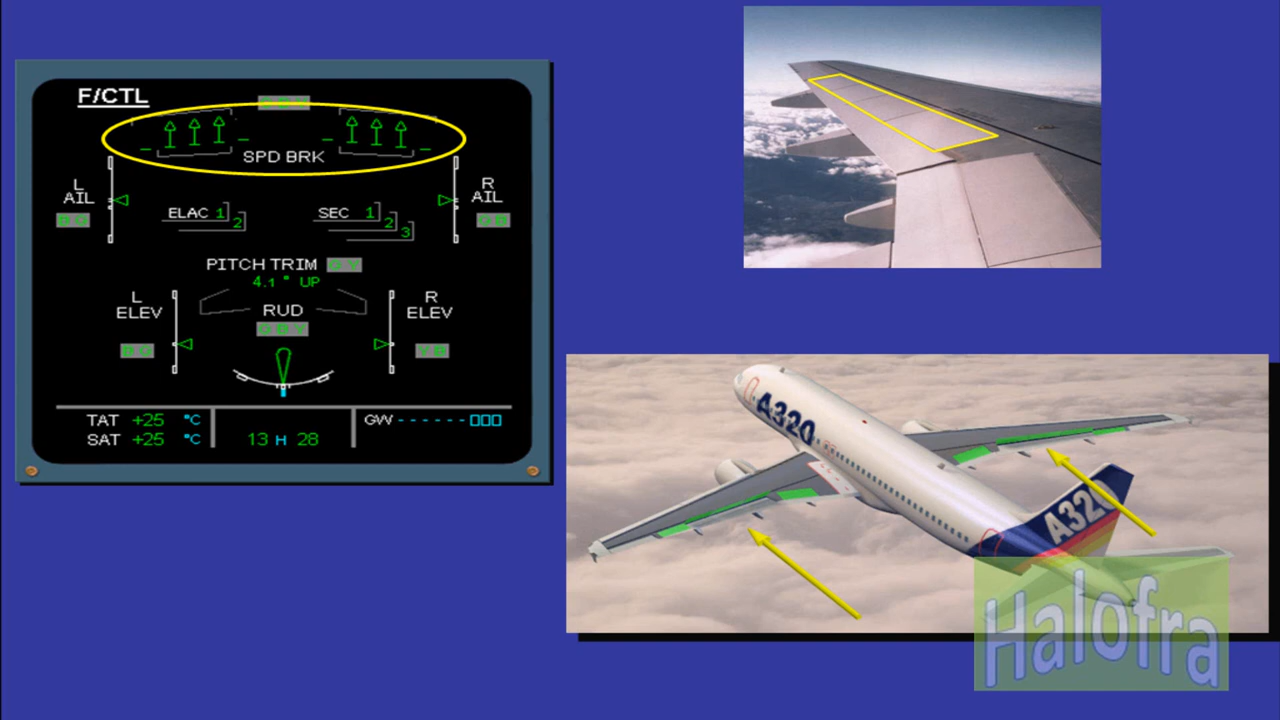 F/CTL
SPD BRK
L
AIL
R
AIL
B G
G B
ELAC 1
2
SEC 1
2
3
PITCH TRIM G Y
4.1° UP
L
ELEV
R
ELEV
RUD
G B Y
B G
Y B
TAT +25 °C
SAT +25 °C
13 H 28
GW ------
A320
A320
Halofra